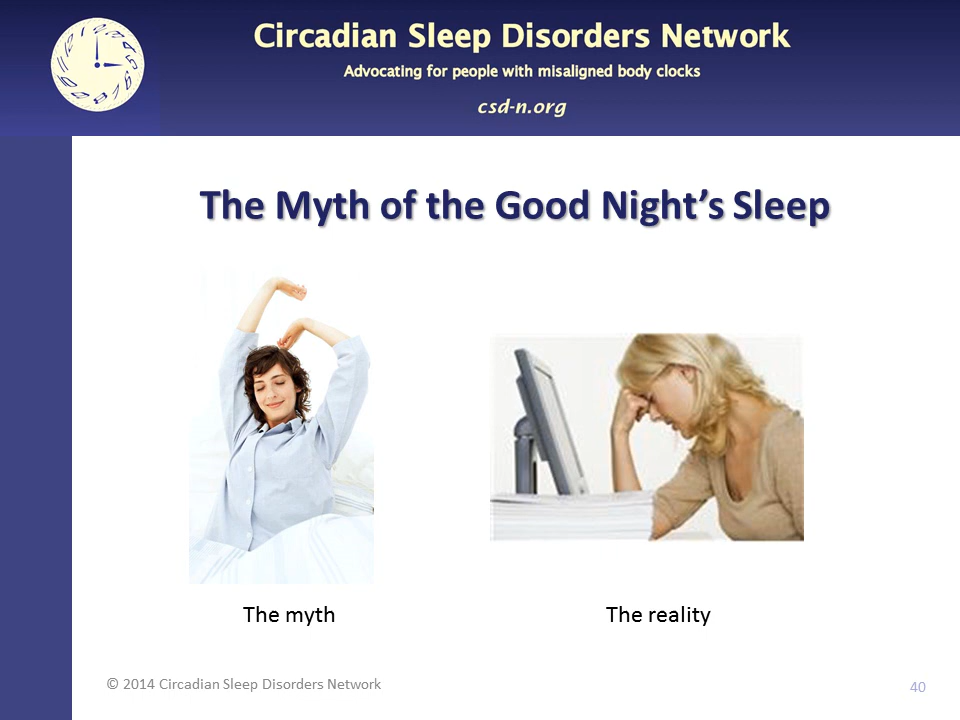 Circadian Sleep Disorders Network
Advocating for people with misaligned body clocks
csd-n.org
The Myth of the Good Night’s Sleep
The myth
The reality
© 2014 Circadian Sleep Disorders Network
40